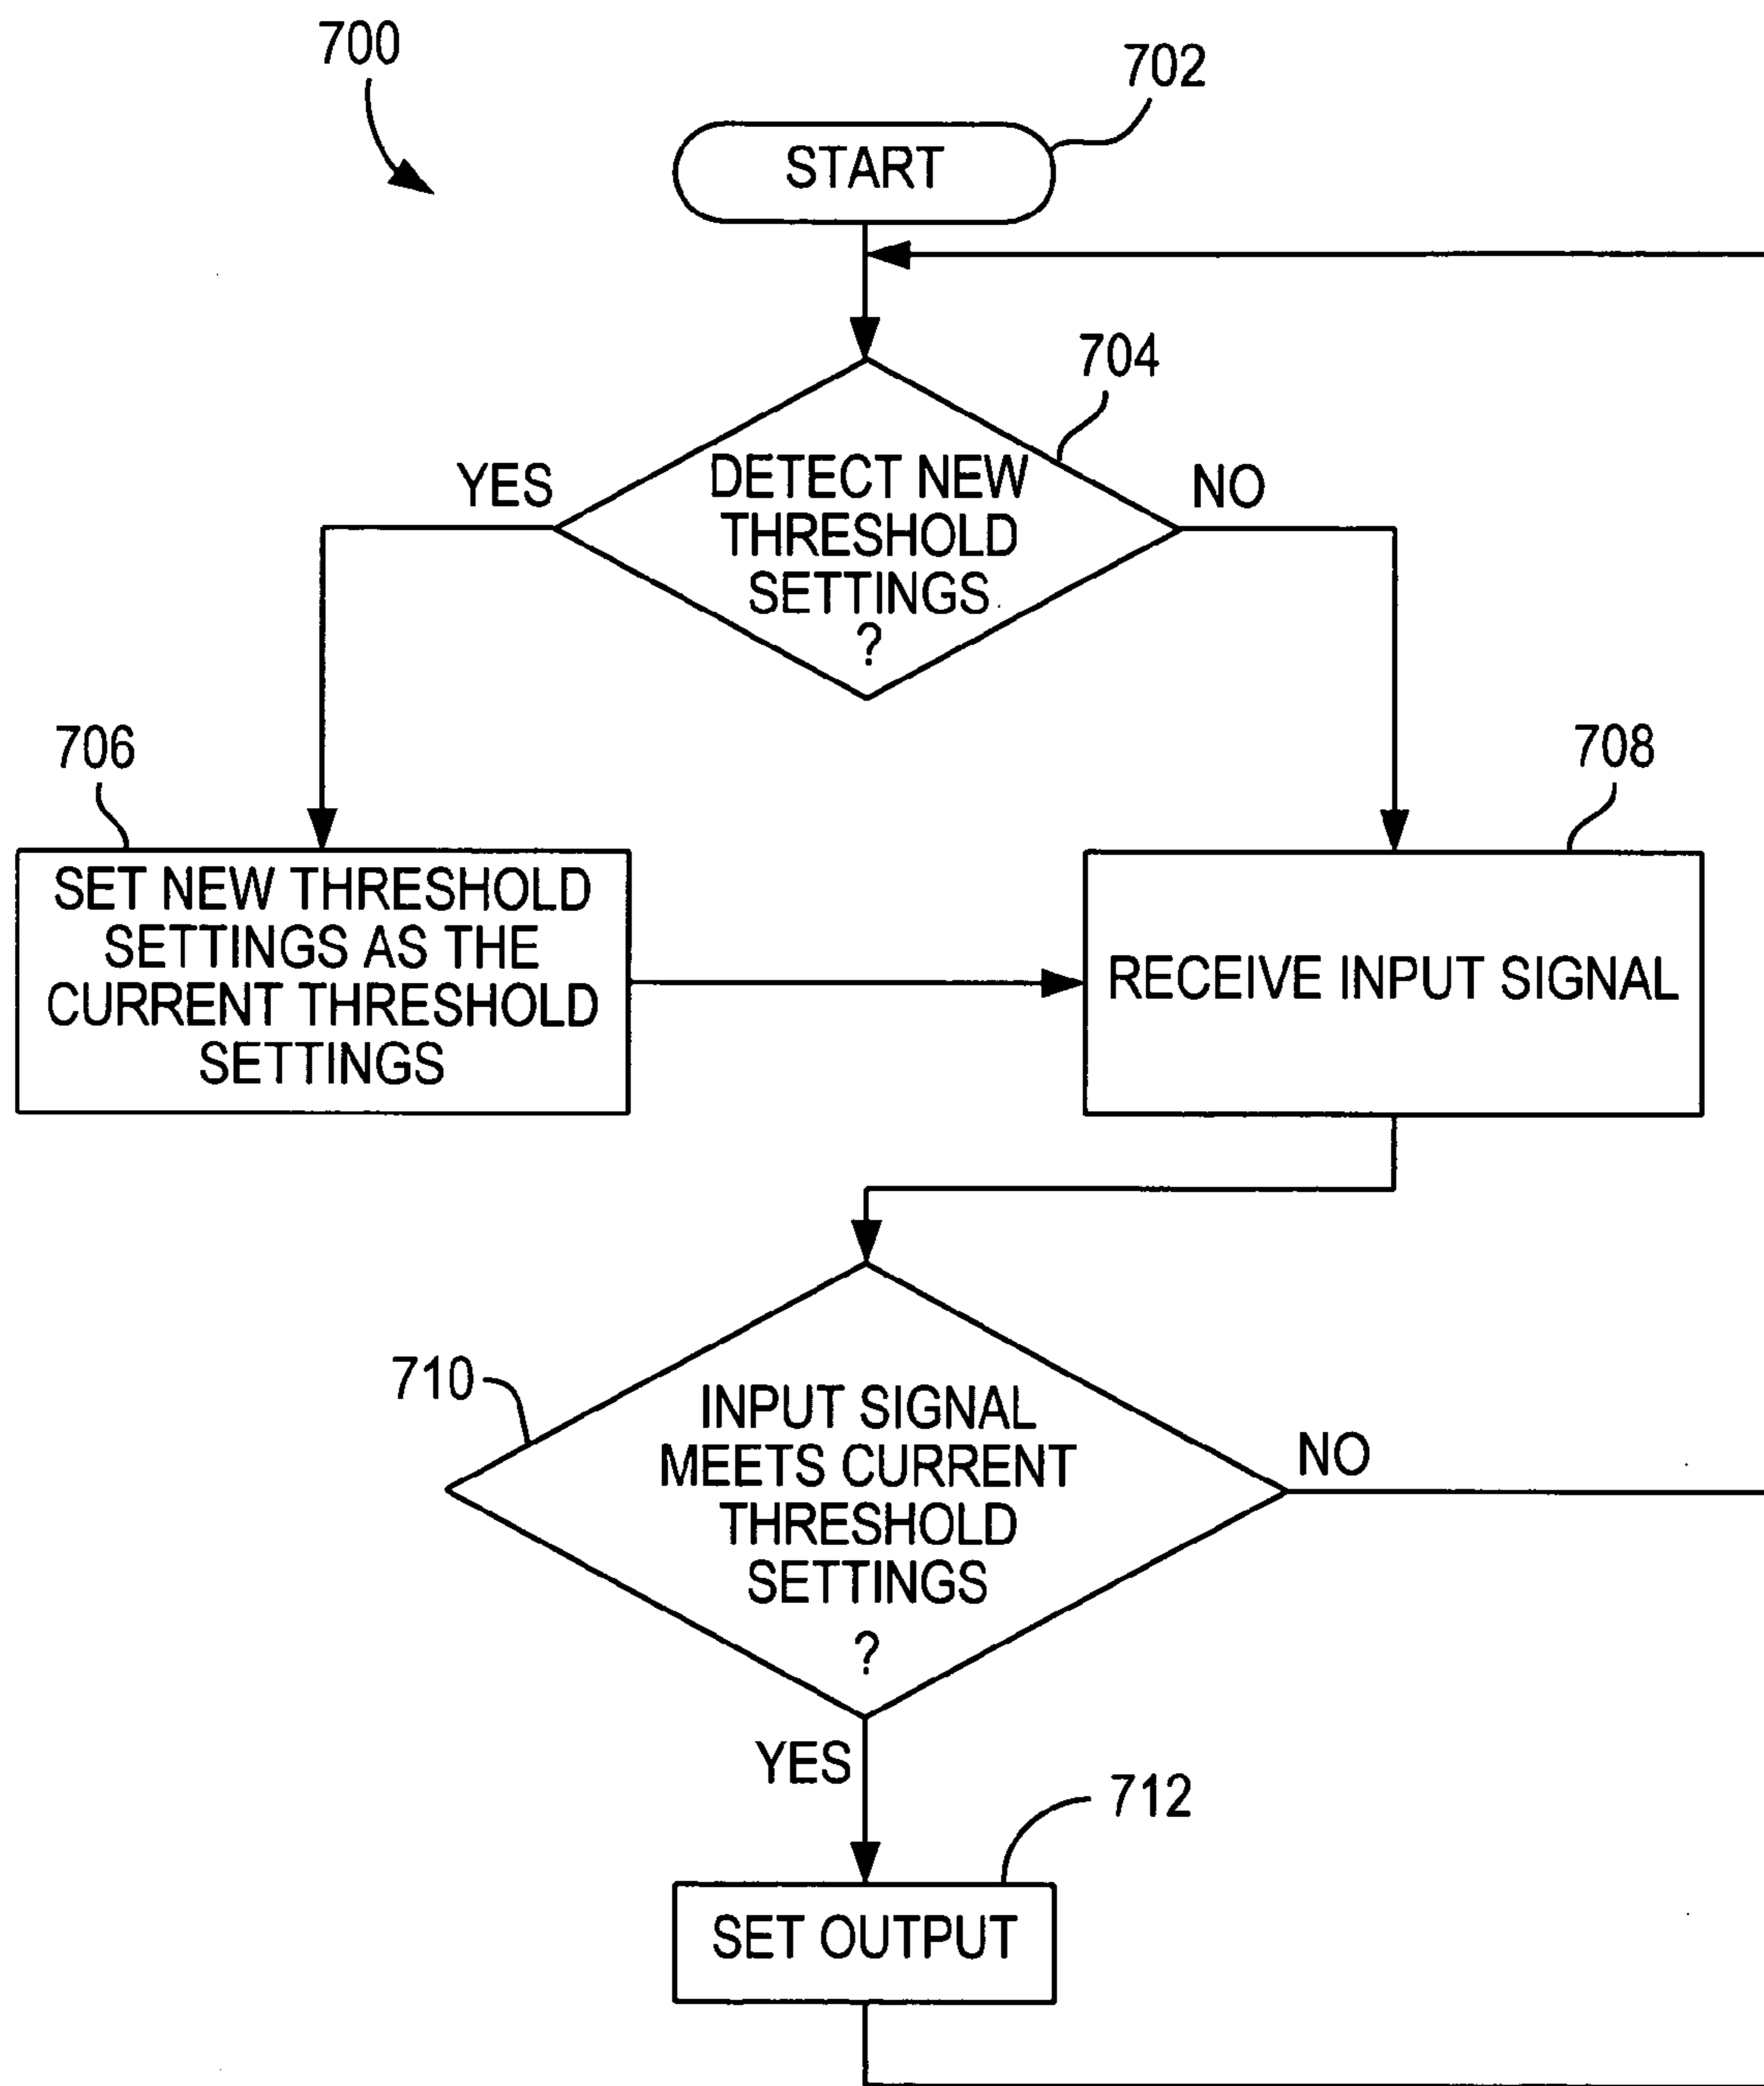 700
702
START
704
YES
DETECT NEW
THRESHOLD
SETTINGS
?
NO
706
708
SET NEW THRESHOLD
SETTINGS AS THE
CURRENT THRESHOLD
SETTINGS
RECEIVE INPUT SIGNAL
710
INPUT SIGNAL
MEETS CURRENT
THRESHOLD
SETTINGS
?
NO
YES
712
SET OUTPUT